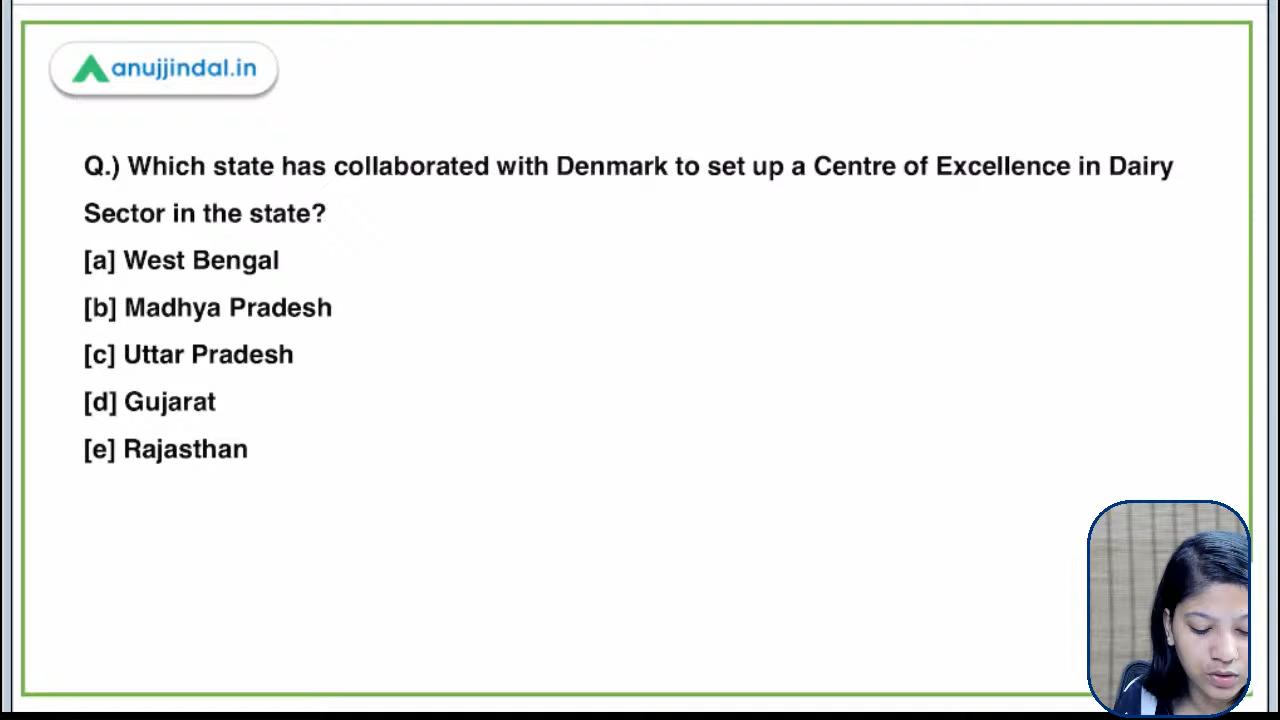 anujjindal.in
Q.) Which state has collaborated with Denmark to set up a Centre of Excellence in Dairy
Sector in the state?
[a] West Bengal
[b] Madhya Pradesh
[c] Uttar Pradesh
[d] Gujarat
[e] Rajasthan